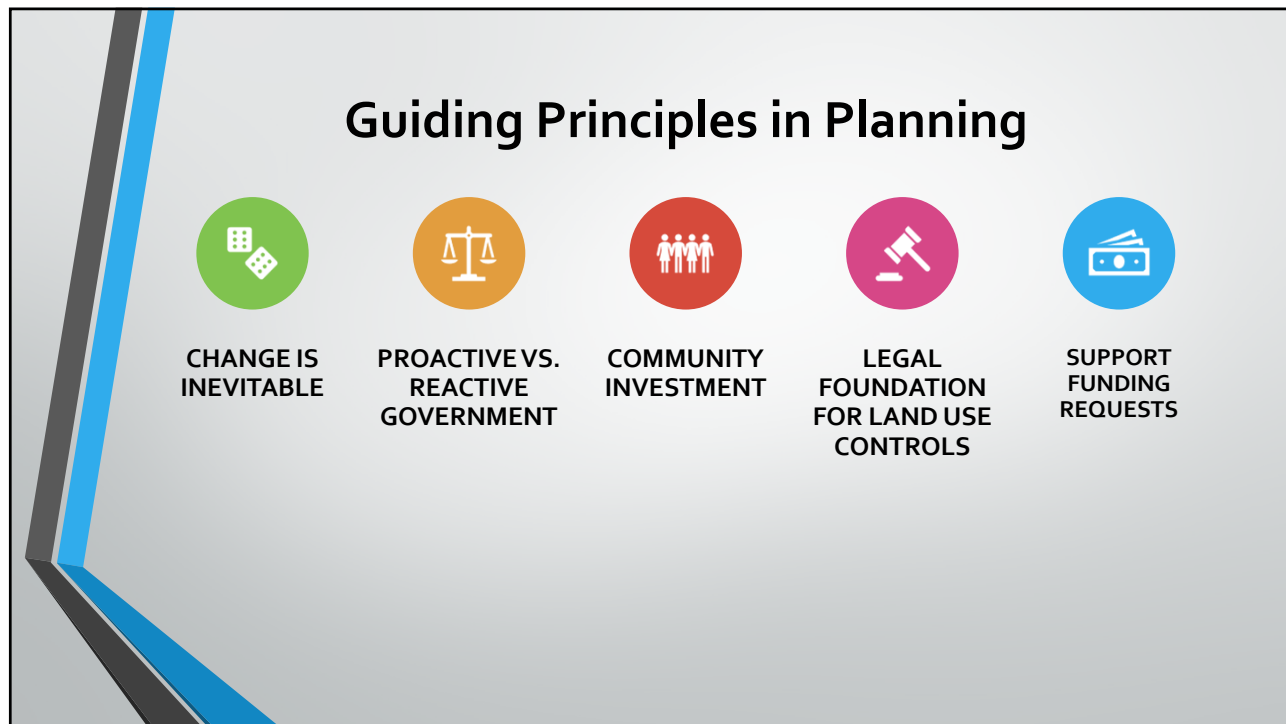 Guiding Principles in Planning
CHANGE IS
INEVITABLE
PROACTIVE VS.
REACTIVE
GOVERNMENT
COMMUNITY
INVESTMENT
LEGAL
FOUNDATION
FOR LAND USE
CONTROLS
SUPPORT
FUNDING
REQUESTS